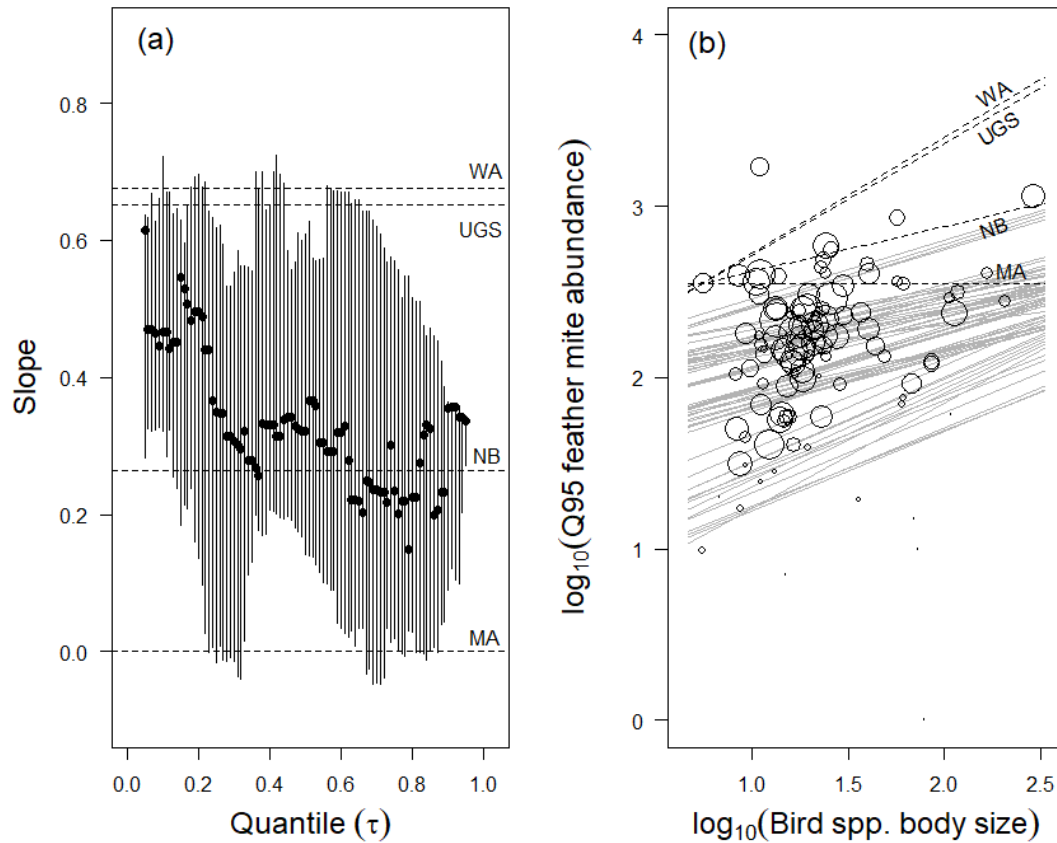 (a)
0.8
0.6
0.4
0.2
0.0
Slope
WA
UGS
NB
MA
0.0 0.2 0.4 0.6 0.8 1.0
Quantile (τ)
(b)
4
3
2
1
0
log₁₀(Q95 feather mite abundance)
WA
UGS
NB
MA
1.0 1.5 2.0 2.5
log₁₀(Bird spp. body size)